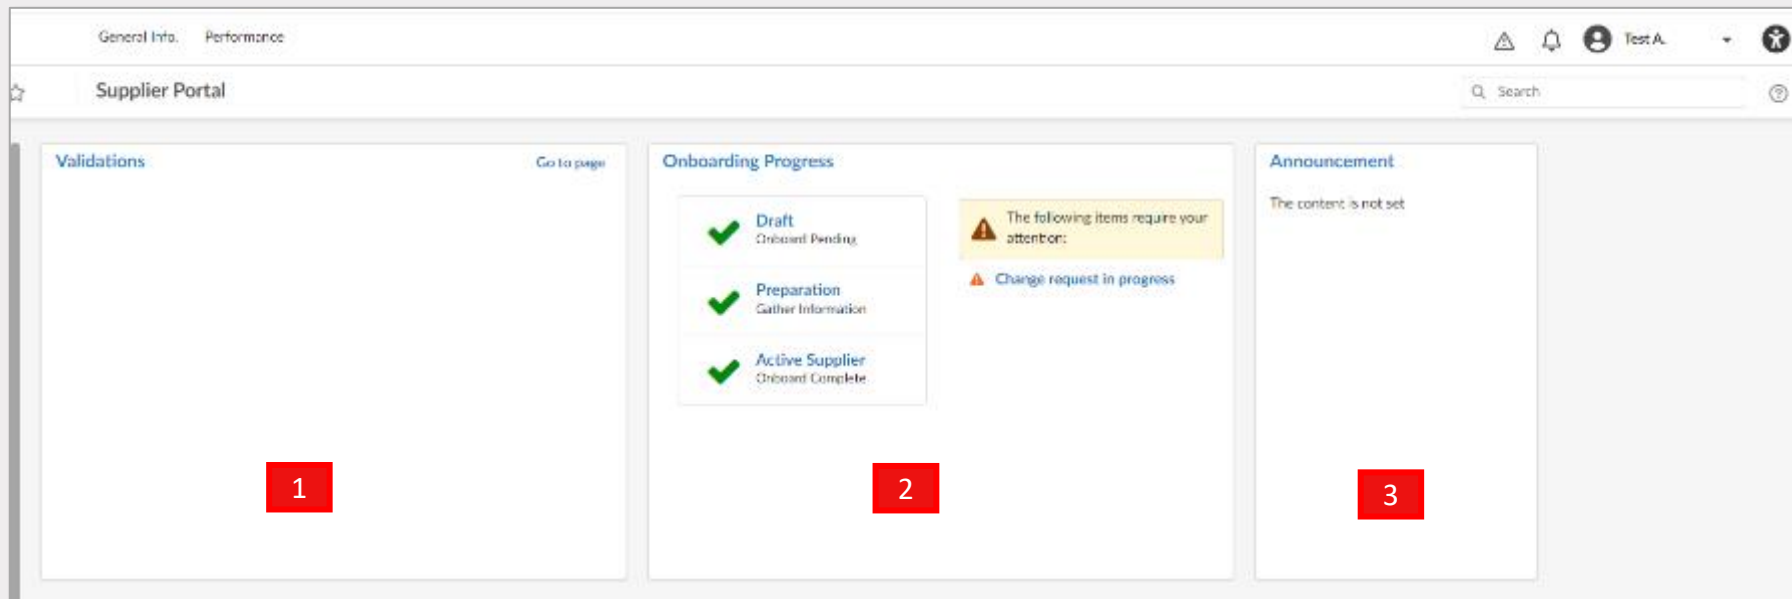 General Info. Performance
Test A.
Supplier Portal
Search
Validations
Go to page
Onboarding Progress
Draft
Onboard Pending
Preparation
Gather Information
Active Supplier
Onboard Complete
The following items require your
attention:
Change request in progress
Announcement
The content is not set
1
2
3